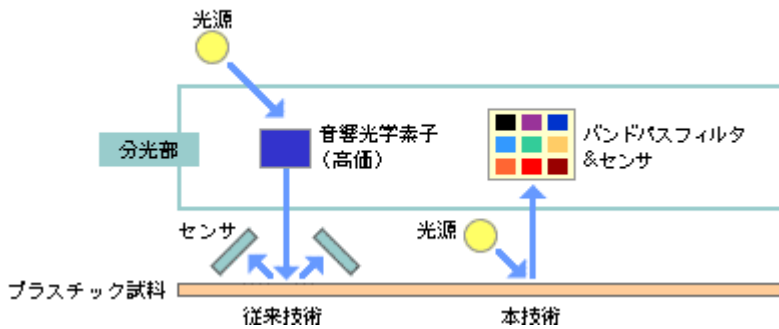 光源
分光部
音響光学素子
（高価）
バンドパスフィルタ
&センサ
センサ
光源
プラスチック試料
従来技術
本技術